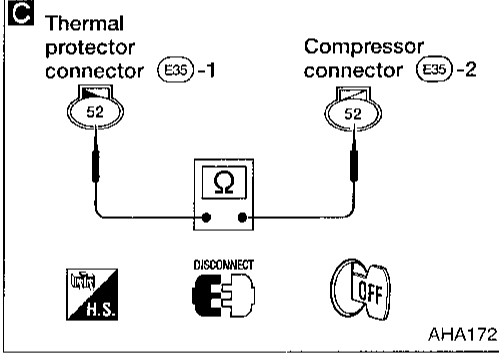 C
Thermal
protector
connector E35 -1
Compressor
connector E35 -2
52
52
Ω
DISCONNECT
H.S.
OFF
AHA172